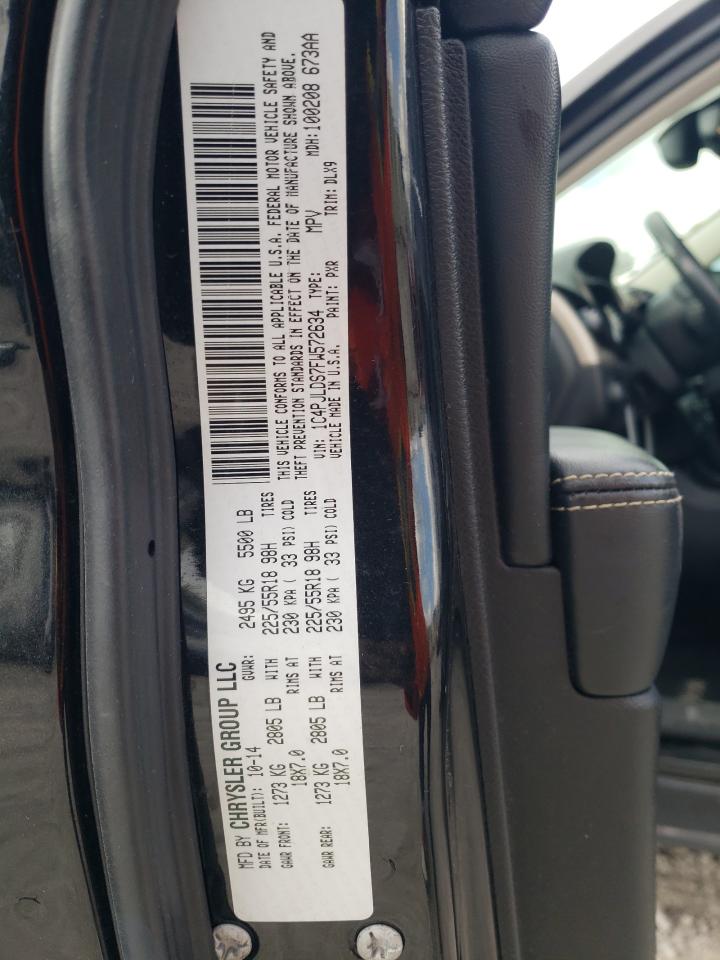 MFD BY CHRYSLER GROUP LLC
DATE OF MFR(BUILT): 10-14 GVWR: 2495 KG 5500 LB
GAWR FRONT: 1273 KG 2805 LB WITH 225/55R18 98H TIRES
18X7.0 RIMS AT 230 KPA ( 33 PSI) COLD
GAWR REAR: 1273 KG 2805 LB WITH 225/55R18 98H TIRES
18X7.0 RIMS AT 230 KPA ( 33 PSI) COLD
THIS VEHICLE CONFORMS TO ALL APPLICABLE U.S.A. FEDERAL MOTOR VEHICLE SAFETY AND
THEFT PREVENTION STANDARDS IN EFFECT ON THE DATE OF MANUFACTURE SHOWN ABOVE.
VIN: 1C4PJLDS7FW572634 TYPE: MPV MDH:100208 673AA
VEHICLE MADE IN U.S.A. PAINT: PXR TRIM: DLX9